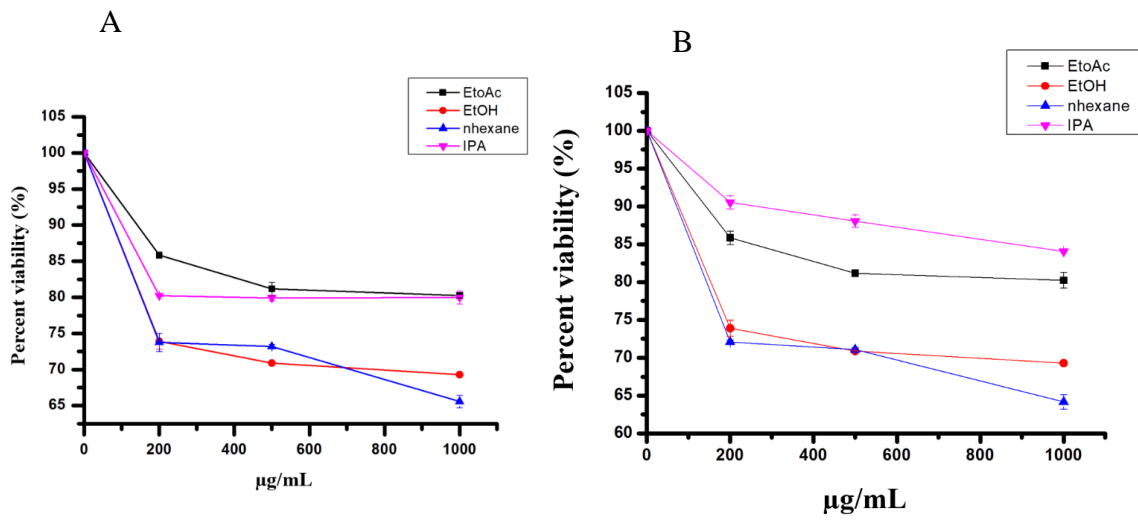 A
EtoAc
EtOH
nhexane
IPA
105
100
95
90
85
80
75
70
65
Percent viability (%)
0 200 400 600 800 1000
µg/mL
B
EtoAc
EtOH
nhexane
IPA
105
100
95
90
85
80
75
70
65
60
Percent viability (%)
0 200 400 600 800 1000
µg/mL